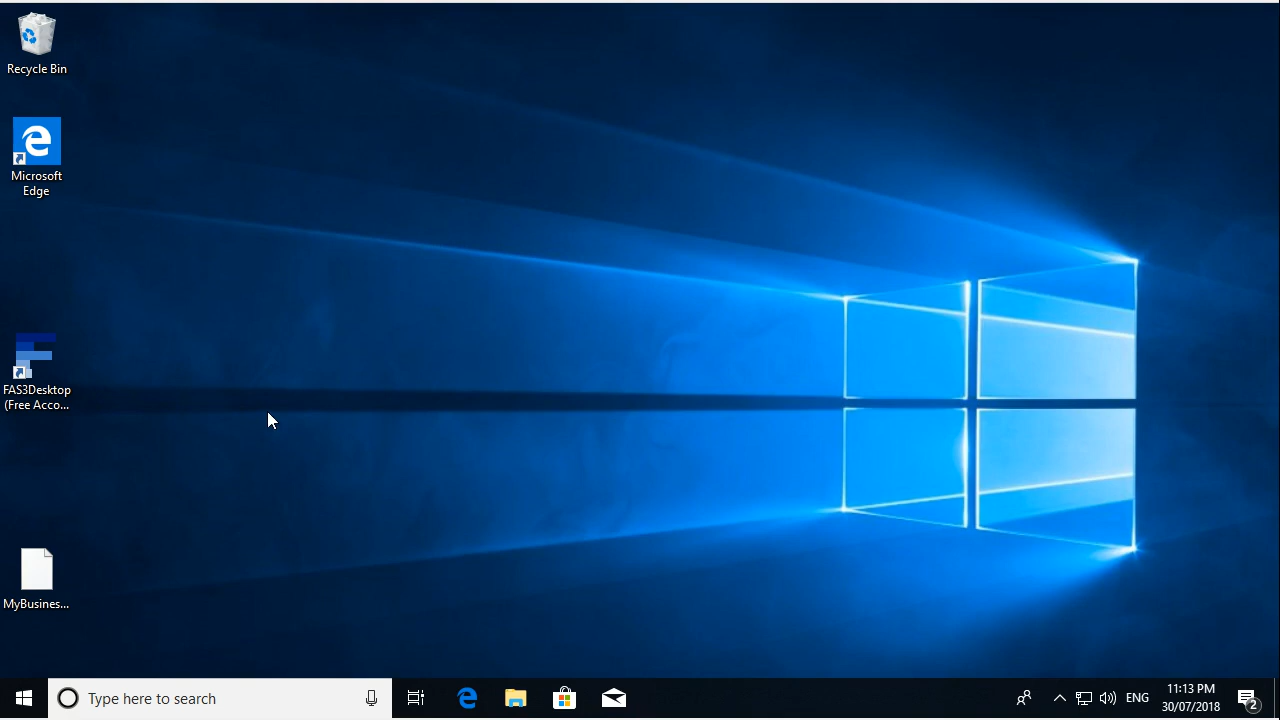 Recycle Bin
Microsoft
Edge
FAS3Desktop
(Free Acco...
MyBusines...
Type here to search
ENG
11:13 PM
30/07/2018
2